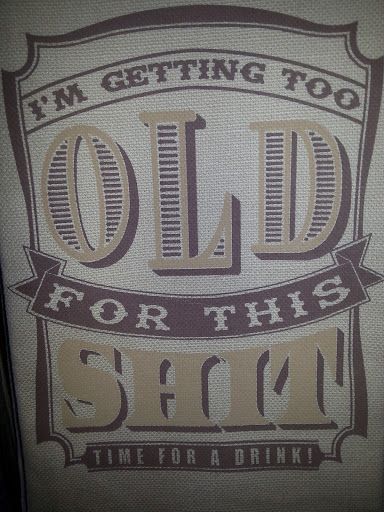 I'M GETTING TOO
OLD
FOR THIS
SHIT
TIME FOR A DRINK!